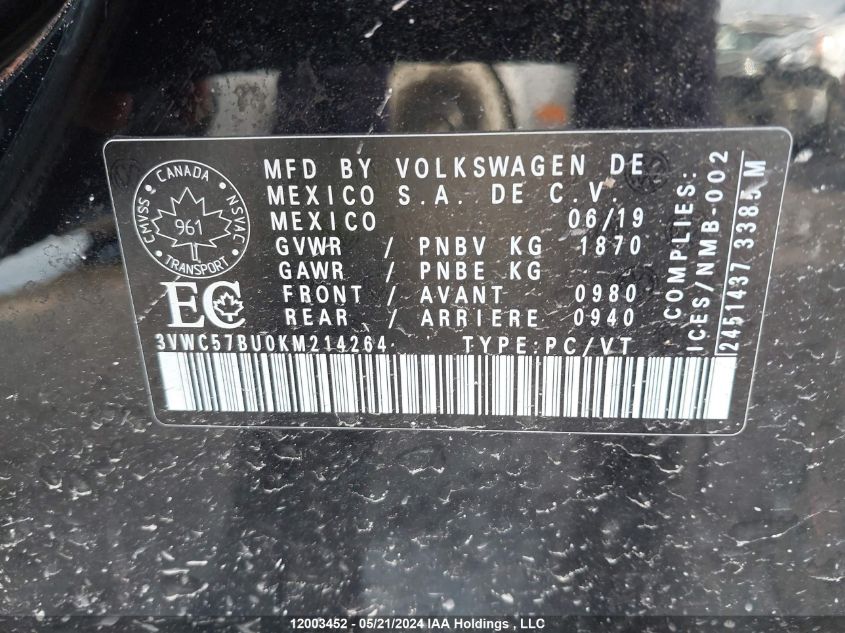 CANADA
CMVSS
NSVAC
961
TRANSPORT
EC
MFD BY VOLKSWAGEN DE
MEXICO S.A. DE C.V.
MEXICO 06/19
GVWR / PNBV KG 1870
GAWR / PNBE KG
FRONT / AVANT 0980
REAR / ARRIERE 0940
3VWC57BU0KM214264 TYPE:PC/VT
COMPLIES:
ICES/NMB-002
2451437 3385 M
12003452 - 05/21/2024 IAA Holdings , LLC